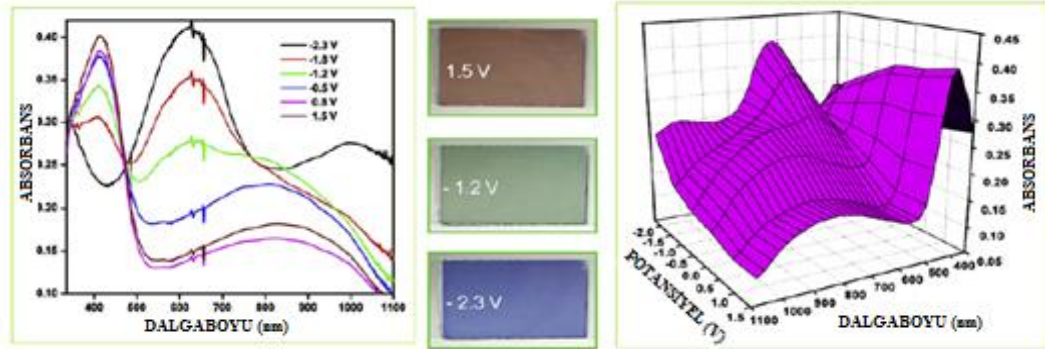 ABSORBANS
0.40
0.35
0.30
0.25
0.20
0.15
0.10
-2.3 V
-1.8 V
-1.2 V
-0.5 V
0.8 V
1.5 V
400 500 600 700 800 900 1000 1100
DALGABOYU (nm)
1.5 V
- 1.2 V
- 2.3 V
0.45
0.40
0.35
0.30
0.25
0.20
0.15
0.10
0.05
ABSORBANS
-2.0
-1.5
-1.0
-0.5
0.0
0.5
1.0
1.5
POTANSİYEL (V)
1100 1000 900 800 700 600 500 400
DALGABOYU (nm)